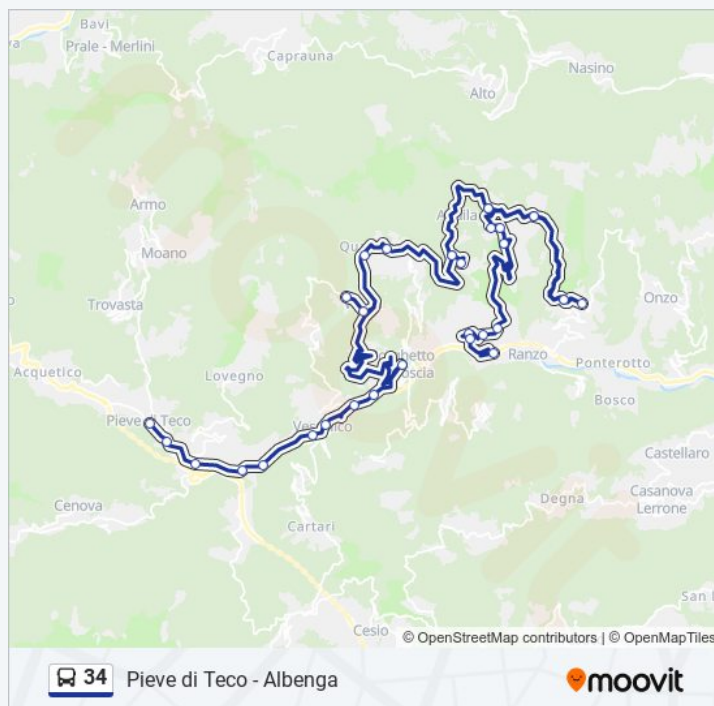 Bavi
Prale - Merlini
Caprauna
Nasino
Alto
Armo
Moano
Trovasta
Onzo
Acquetico
Lovegno
Ranzo
Ponterotto
Bosco
Pieve di Teco
Castellaro
Casanova
Lerrone
Degna
Cenova
Cartari
Cesio
© OpenStreetMap contributors | © OpenMapTiles
34 Pieve di Teco - Albenga
moovit